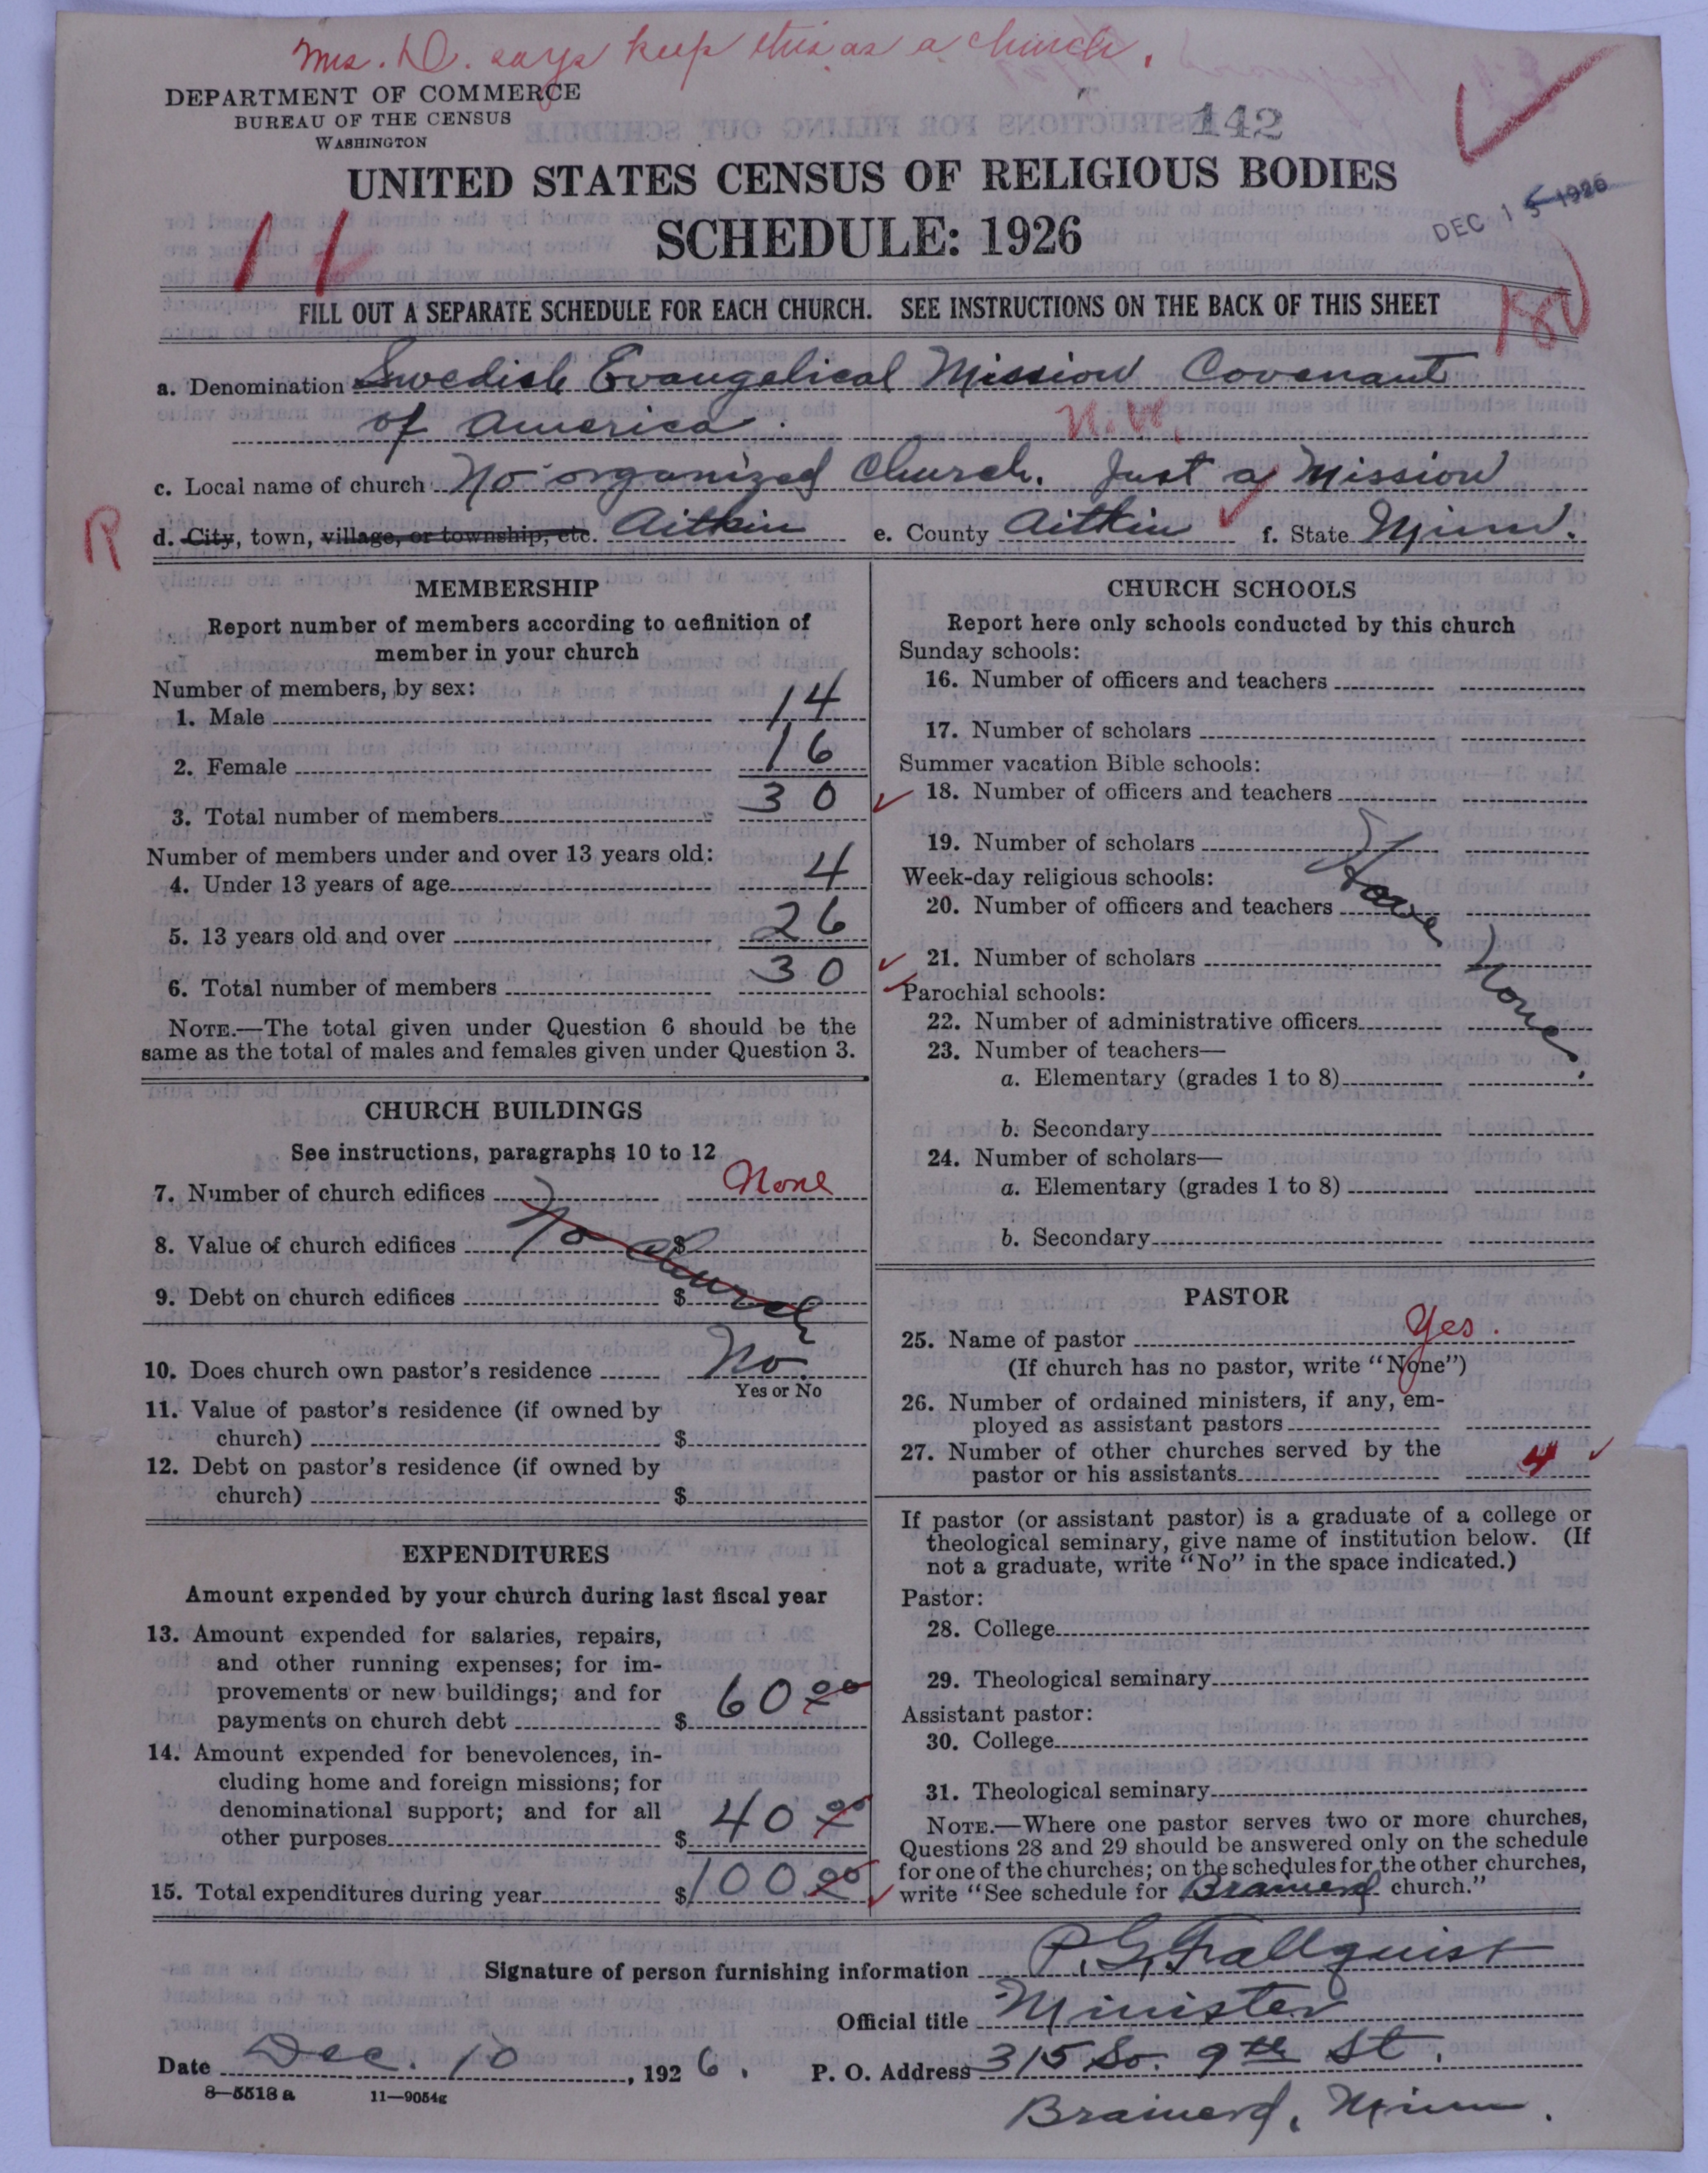 Mrs. D. says keep this as a church.
DEPARTMENT OF COMMERCE
BUREAU OF THE CENSUS
WASHINGTON
142
UNITED STATES CENSUS OF RELIGIOUS BODIES
SCHEDULE: 1926
DEC 15 1926
11
180
FILL OUT A SEPARATE SCHEDULE FOR EACH CHURCH. SEE INSTRUCTIONS ON THE BACK OF THIS SHEET
a. Denomination Swedish Evangelical Mission Covenant
of America. N.W.
c. Local name of church No organized church. Just a Mission
R
d. City, town, village, or township, etc. Aitkin e. County Aitkin f. State Minn.
MEMBERSHIP
Report number of members according to definition of
member in your church
Number of members, by sex:
1. Male 14
2. Female 16
3. Total number of members 30
Number of members under and over 13 years old:
4. Under 13 years of age 4
5. 13 years old and over 26
6. Total number of members 30
NOTE.—The total given under Question 6 should be the
same as the total of males and females given under Question 3.
CHURCH BUILDINGS
See instructions, paragraphs 10 to 12
7. Number of church edifices None
No church
8. Value of church edifices $
9. Debt on church edifices $
10. Does church own pastor's residence No.
Yes or No
11. Value of pastor's residence (if owned by
church) $
12. Debt on pastor's residence (if owned by
church) $
EXPENDITURES
Amount expended by your church during last fiscal year
13. Amount expended for salaries, repairs,
and other running expenses; for im-
provements or new buildings; and for
payments on church debt $ 60 00
14. Amount expended for benevolences, in-
cluding home and foreign missions; for
denominational support; and for all
other purposes $ 40 00
15. Total expenditures during year $ 100 00
CHURCH SCHOOLS
Report here only schools conducted by this church
Sunday schools:
16. Number of officers and teachers
17. Number of scholars
Summer vacation Bible schools:
18. Number of officers and teachers
19. Number of scholars
Have None.
Week-day religious schools:
20. Number of officers and teachers
21. Number of scholars
Parochial schools:
22. Number of administrative officers
23. Number of teachers—
a. Elementary (grades 1 to 8)
b. Secondary
24. Number of scholars—
a. Elementary (grades 1 to 8)
b. Secondary
PASTOR
25. Name of pastor Yes.
(If church has no pastor, write "None")
26. Number of ordained ministers, if any, em-
ployed as assistant pastors
27. Number of other churches served by the
pastor or his assistants 4
If pastor (or assistant pastor) is a graduate of a college or
theological seminary, give name of institution below. (If
not a graduate, write "No" in the space indicated.)
Pastor:
28. College
29. Theological seminary
Assistant pastor:
30. College
31. Theological seminary
NOTE.—Where one pastor serves two or more churches,
Questions 28 and 29 should be answered only on the schedule
for one of the churches; on the schedules for the other churches,
write "See schedule for Brainerd church."
Signature of person furnishing information P. G. Fallquist
Official title Minister
Date Dec. 10, 1926. P. O. Address 315 So. 9th St.
8—5518 a 11—9054g
Brainerd, Minn.